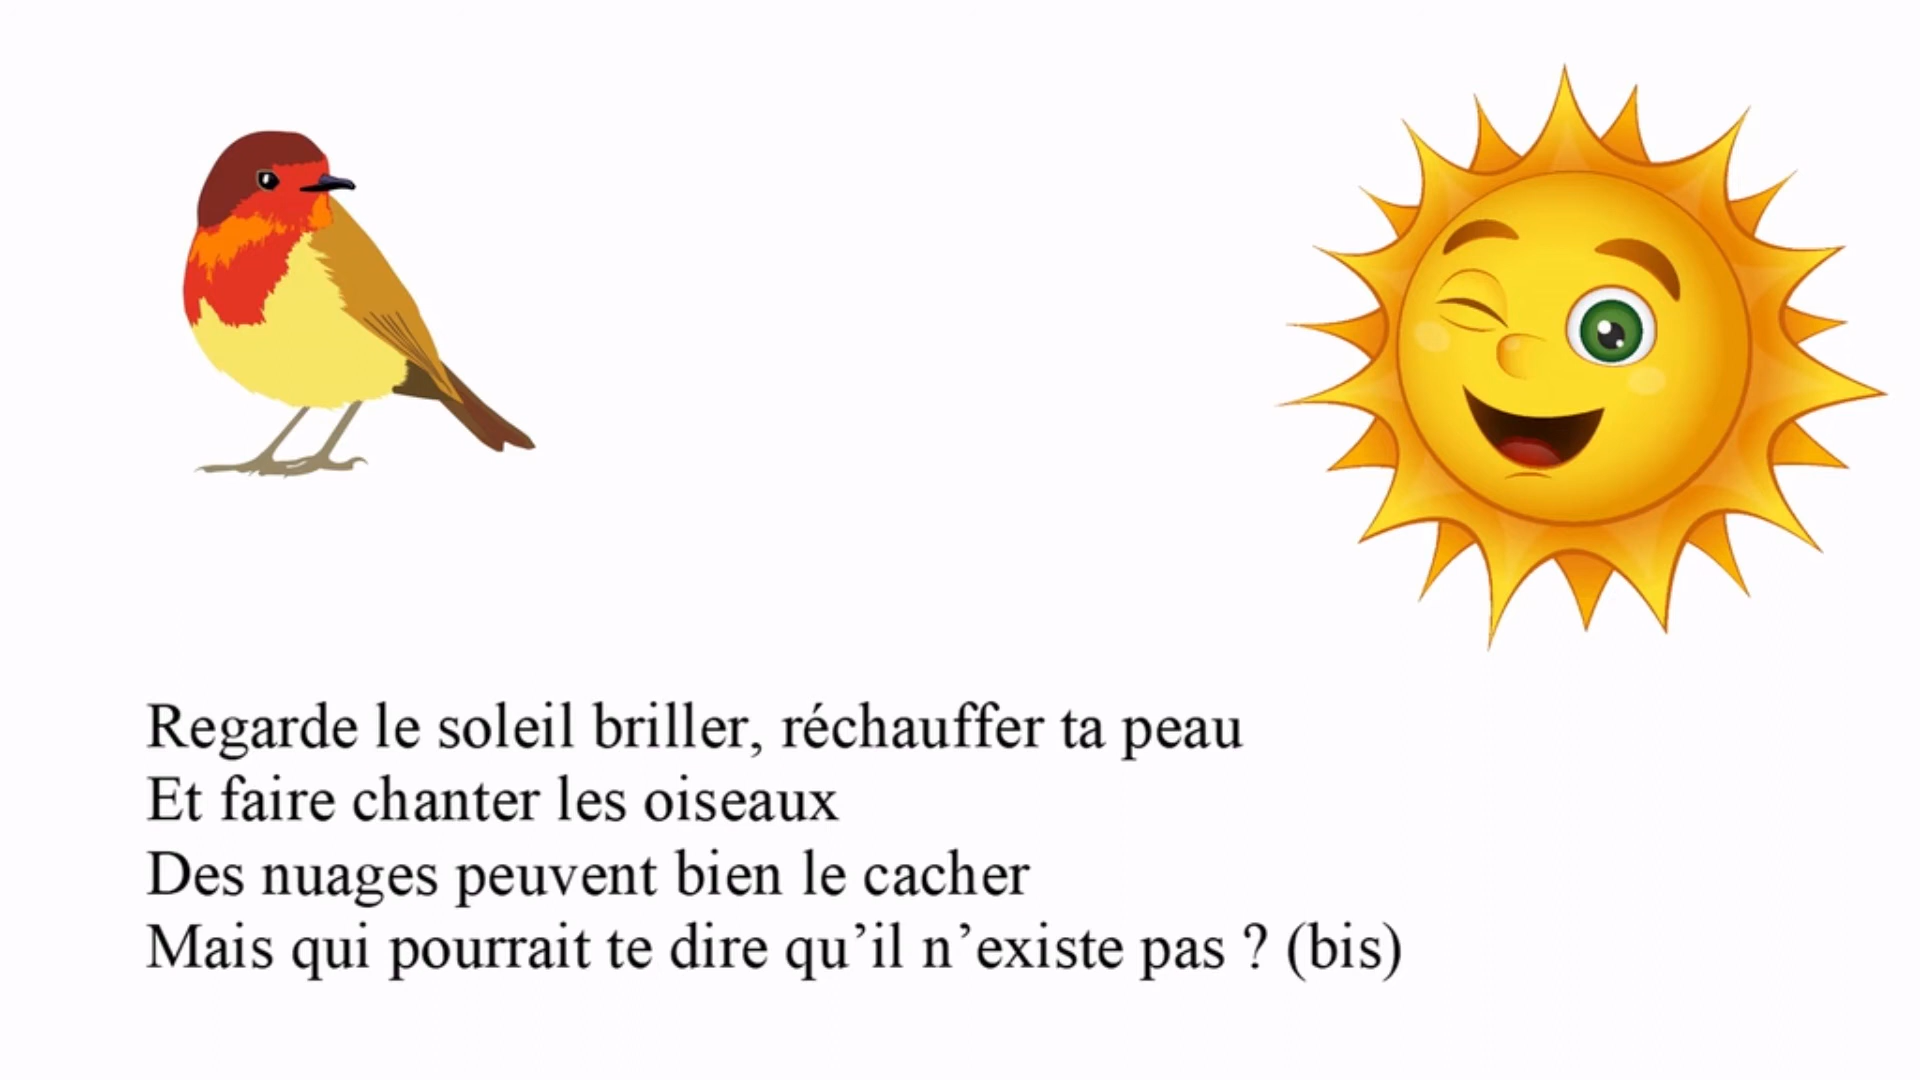 Regarde le soleil briller, réchauffer ta peau
Et faire chanter les oiseaux
Des nuages peuvent bien le cacher
Mais qui pourrait te dire qu’il n’existe pas ? (bis)